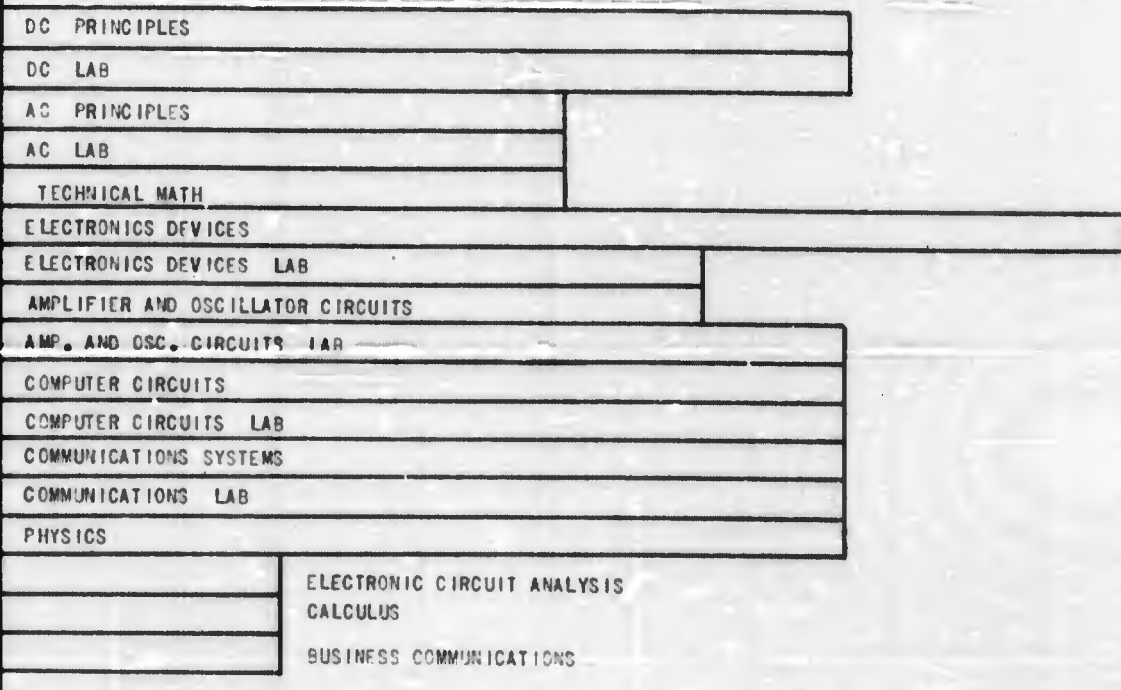 DC PRINCIPLES
DC LAB
AC PRINCIPLES
AC LAB
TECHNICAL MATH
ELECTRONICS DEVICES
ELECTRONICS DEVICES LAB
AMPLIFIER AND OSCILLATOR CIRCUITS
AMP. AND OSC. CIRCUITS LAB
COMPUTER CIRCUITS
COMPUTER CIRCUITS LAB
COMMUNICATIONS SYSTEMS
COMMUNICATIONS LAB
PHYSICS
ELECTRONIC CIRCUIT ANALYSIS
CALCULUS
BUSINESS COMMUNICATIONS